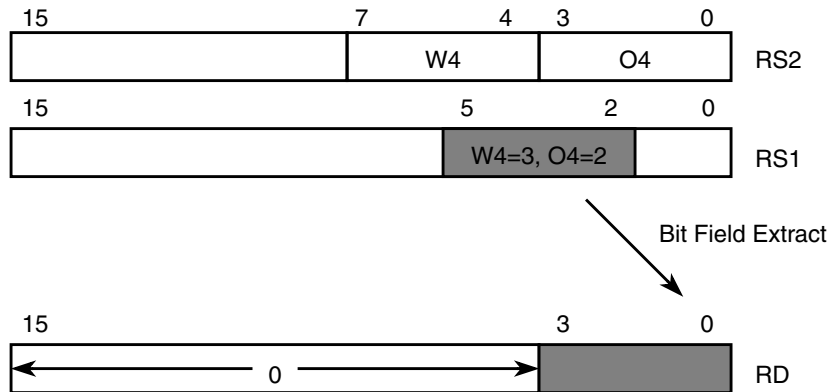 15 7 4 3 0
W4 O4 RS2
15 5 2 0
W4=3, O4=2 RS1
Bit Field Extract
15 3 0
0 RD